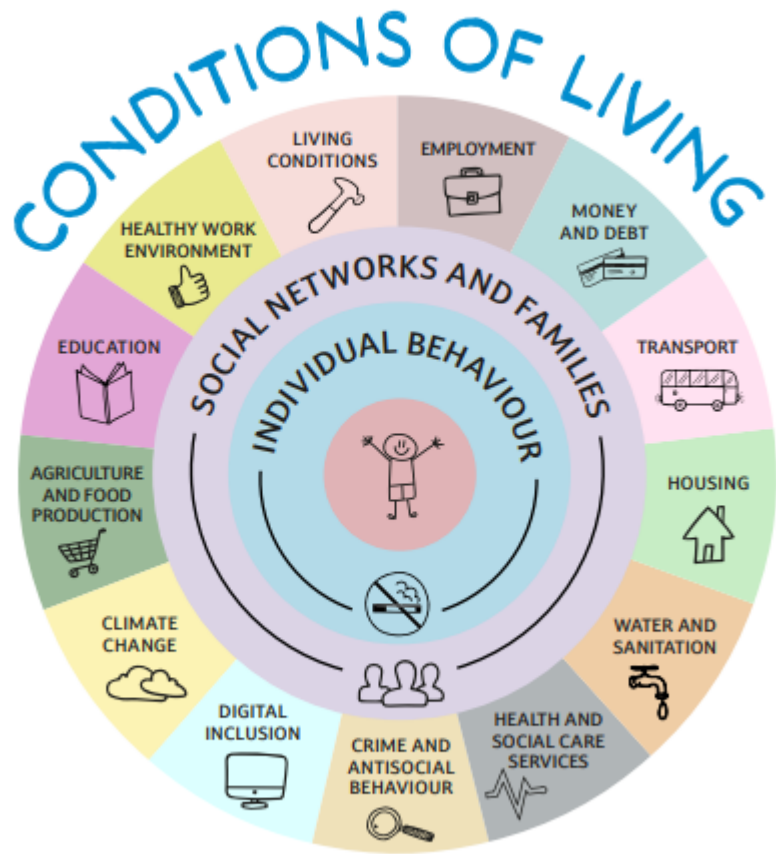 CONDITIONS OF LIVING
LIVING
CONDITIONS
EMPLOYMENT
MONEY
AND DEBT
TRANSPORT
HOUSING
WATER AND
SANITATION
HEALTH AND
SOCIAL CARE
SERVICES
CRIME AND
ANTISOCIAL
BEHAVIOUR
DIGITAL
INCLUSION
CLIMATE
CHANGE
AGRICULTURE
AND FOOD
PRODUCTION
EDUCATION
HEALTHY WORK
ENVIRONMENT
SOCIAL NETWORKS AND FAMILIES
INDIVIDUAL BEHAVIOUR